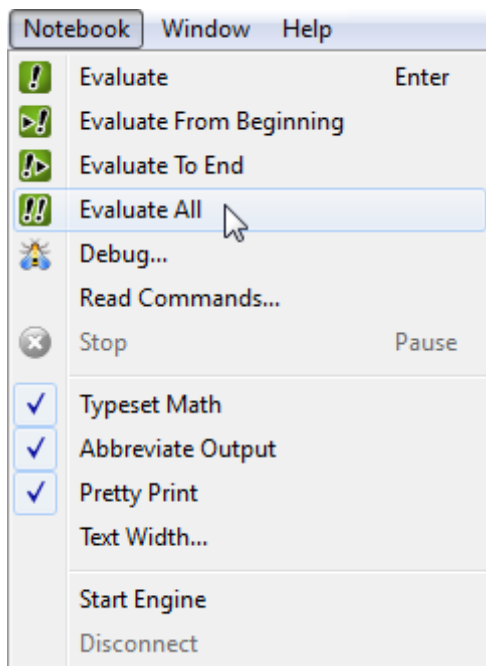 Notebook Window Help
Evaluate Enter
Evaluate From Beginning
Evaluate To End
Evaluate All
Debug...
Read Commands...
Stop Pause
Typeset Math
Abbreviate Output
Pretty Print
Text Width...
Start Engine
Disconnect